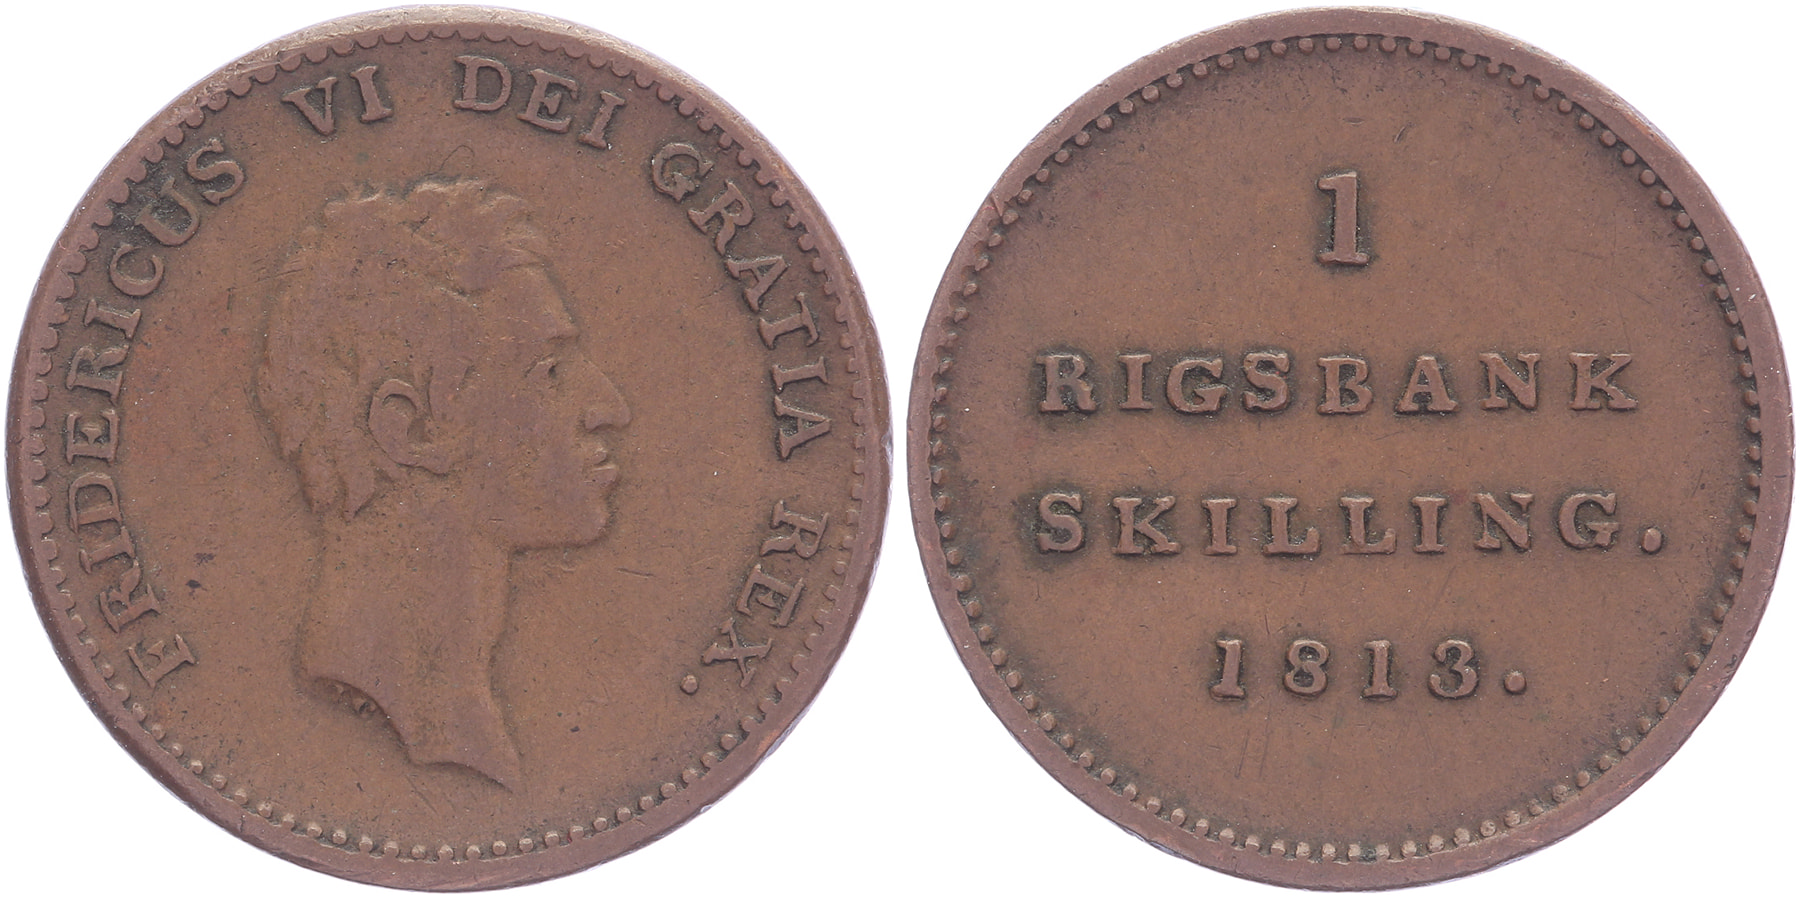 FRIDERICUS VI DEI GRATIA REX.
1
RIGSBANK
SKILLING.
1813.